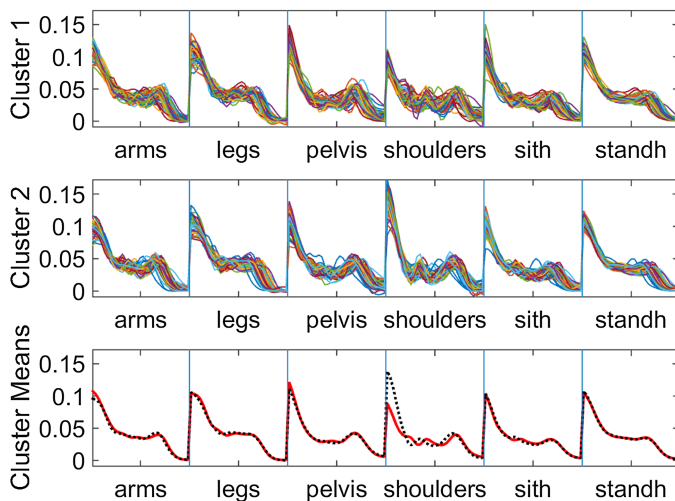 Cluster 1
0.15
0.1
0.05
0
arms legs pelvis shoulders sith standh
Cluster 2
0.15
0.1
0.05
0
arms legs pelvis shoulders sith standh
Cluster Means
0.15
0.1
0.05
0
arms legs pelvis shoulders sith standh